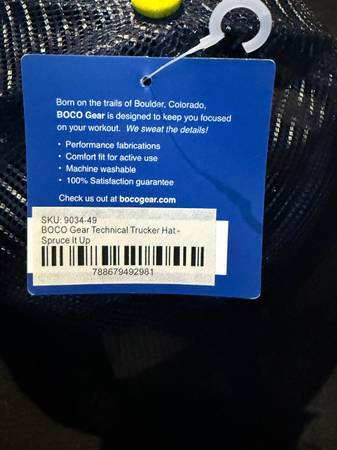 Born on the trails of Boulder, Colorado,
BOCO Gear is designed to keep you focused
on your workout. We sweat the details!
• Performance fabrications
• Comfort fit for active use
• Machine washable
• 100% Satisfaction guarantee
Check us out at bocogear.com
SKU: 9034-49
BOCO Gear Technical Trucker Hat -
Spruce It Up
788679492981